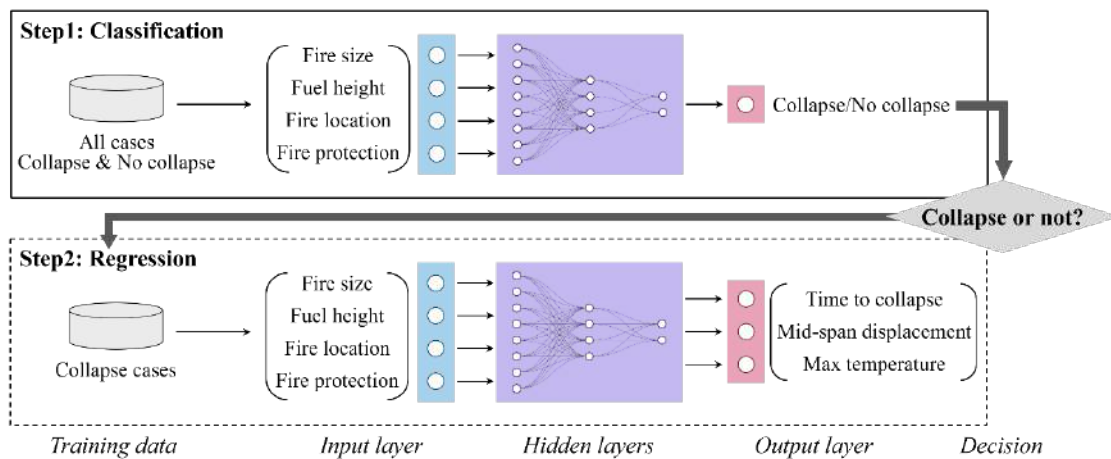 Step1: Classification
All cases
Collapse & No collapse
Fire size
Fuel height
Fire location
Fire protection
Collapse/No collapse
Collapse or not?
Step2: Regression
Collapse cases
Fire size
Fuel height
Fire location
Fire protection
Time to collapse
Mid-span displacement
Max temperature
Training data
Input layer
Hidden layers
Output layer
Decision